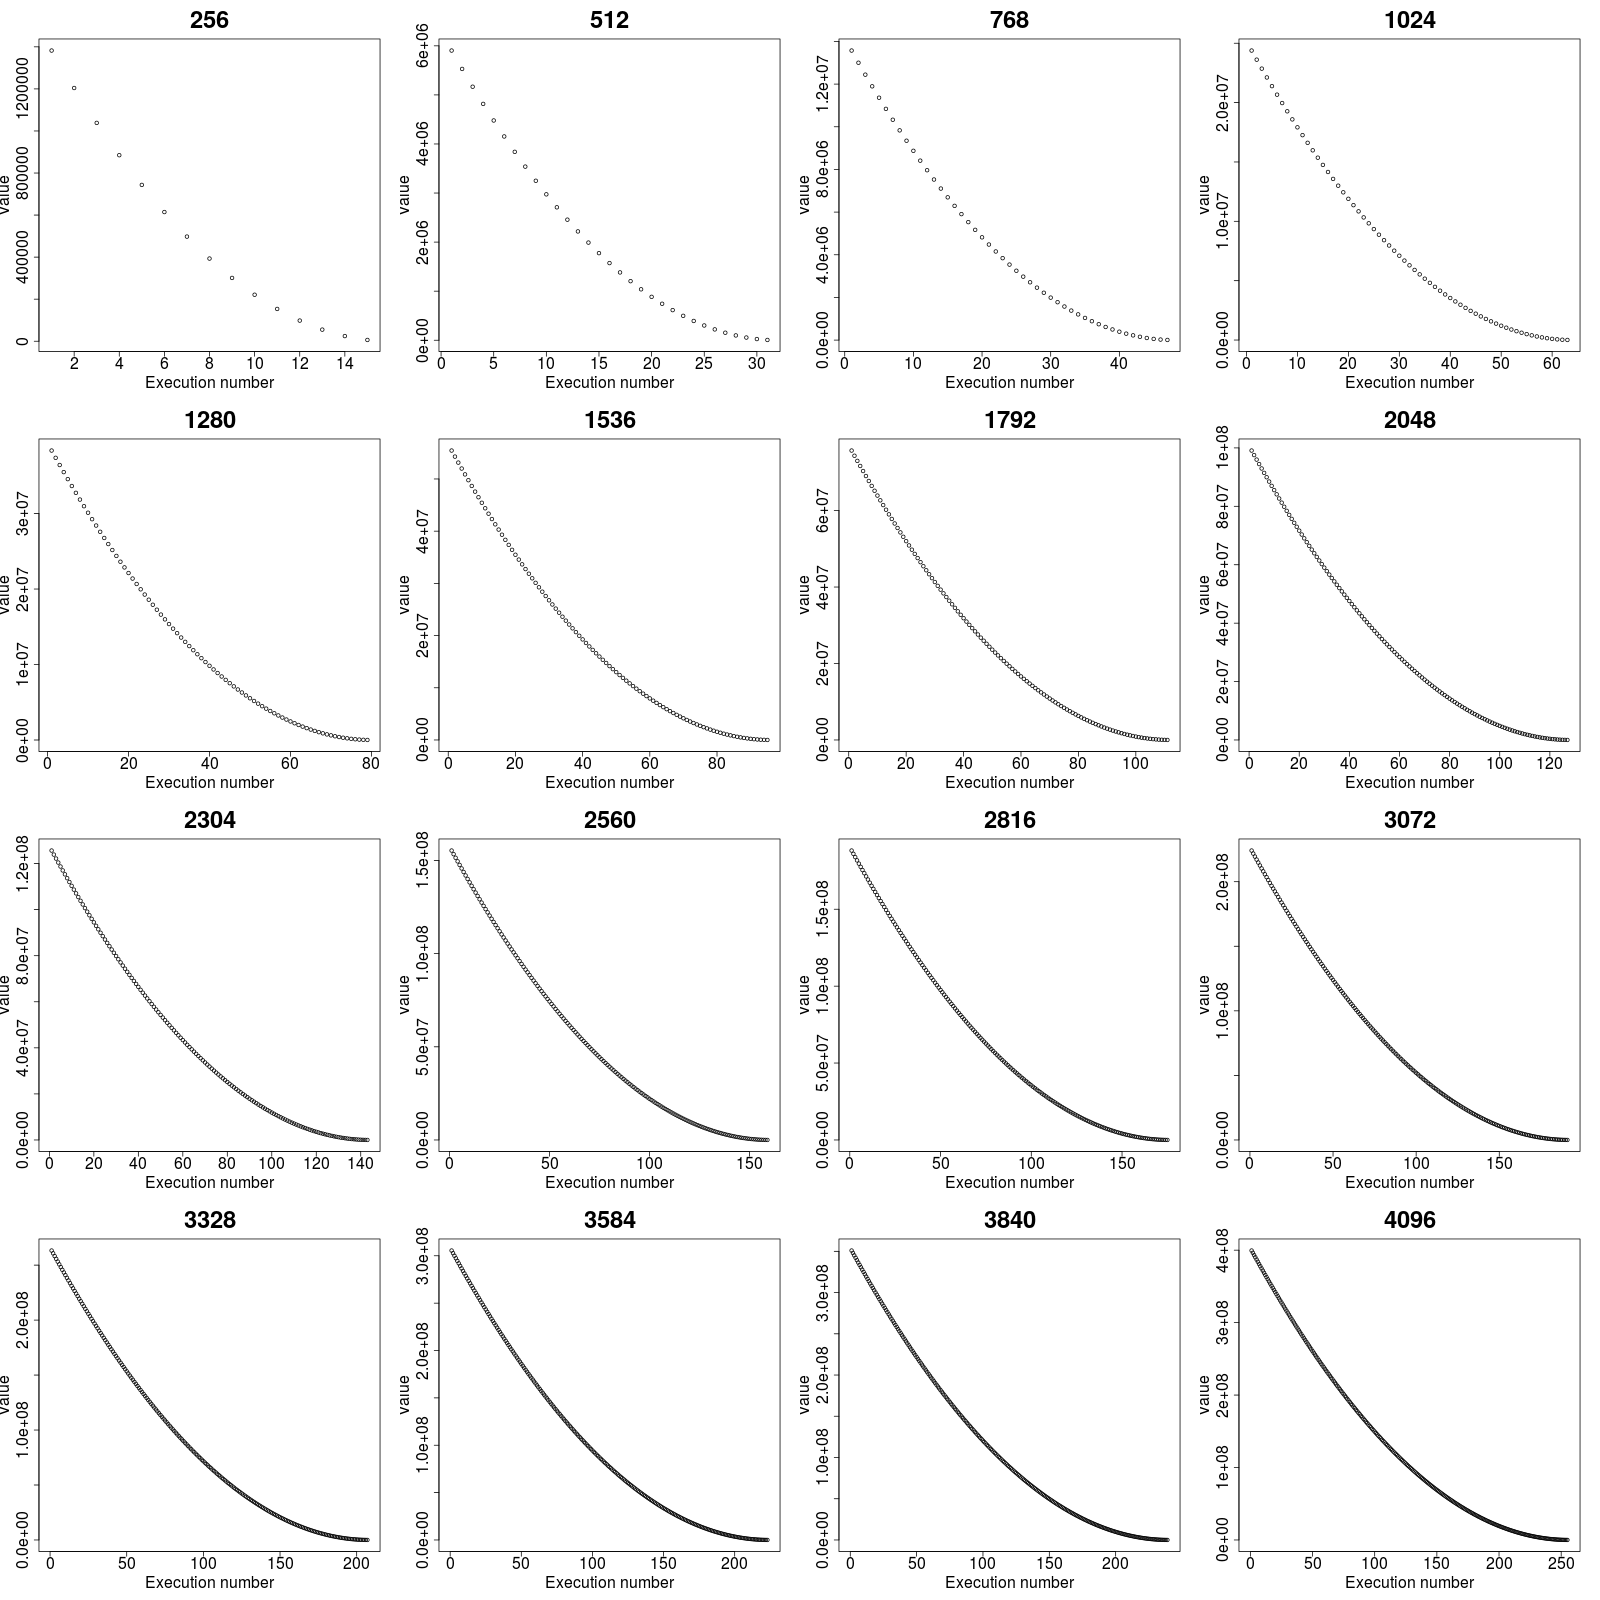 256
512
768
1024
value
0
400000
800000
1200000
2 4 6 8 10 12 14
Execution number
value
0e+00
2e+06
4e+06
6e+06
0 5 10 15 20 25 30
Execution number
value
0.0e+00
4.0e+06
8.0e+06
1.2e+07
0 10 20 30 40
Execution number
value
0.0e+00
1.0e+07
2.0e+07
0 10 20 30 40 50 60
Execution number
1280
1536
1792
2048
value
0e+00
1e+07
2e+07
3e+07
0 20 40 60 80
Execution number
value
0e+00
2e+07
4e+07
0 20 40 60 80
Execution number
value
0e+00
2e+07
4e+07
6e+07
0 20 40 60 80 100
Execution number
value
0e+00
2e+07
4e+07
6e+07
8e+07
1e+08
0 20 40 60 80 100 120
Execution number
2304
2560
2816
3072
value
0.0e+00
4.0e+07
8.0e+07
1.2e+08
0 20 40 60 80 100 120 140
Execution number
value
0.0e+00
5.0e+07
1.0e+08
1.5e+08
0 50 100 150
Execution number
value
0.0e+00
5.0e+07
1.0e+08
1.5e+08
0 50 100 150
Execution number
value
0.0e+00
1.0e+08
2.0e+08
0 50 100 150
Execution number
3328
3584
3840
4096
value
0.0e+00
1.0e+08
2.0e+08
0 50 100 150 200
Execution number
value
0.0e+00
1.0e+08
2.0e+08
3.0e+08
0 50 100 150 200
Execution number
value
0.0e+00
1.0e+08
2.0e+08
3.0e+08
0 50 100 150 200
Execution number
value
0e+00
1e+08
2e+08
3e+08
4e+08
0 50 100 150 200 250
Execution number